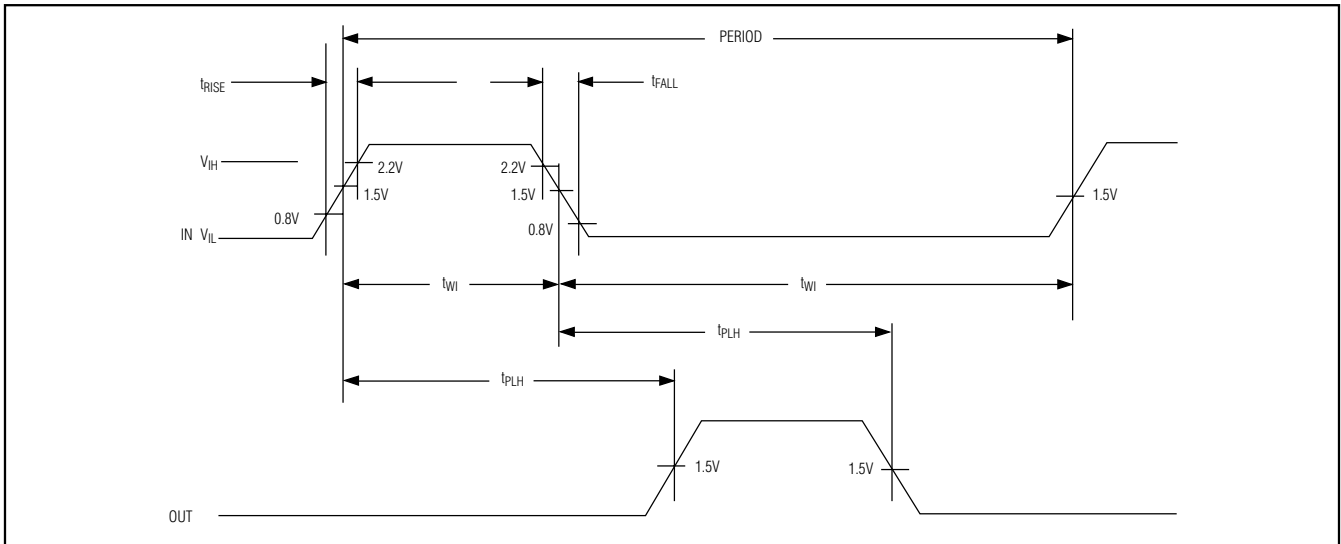 PERIOD
tRISE
tFALL
VIH
2.2V
2.2V
1.5V
1.5V
1.5V
0.8V
0.8V
IN VIL
tWI
tWI
tPLH
tPLH
1.5V
1.5V
OUT